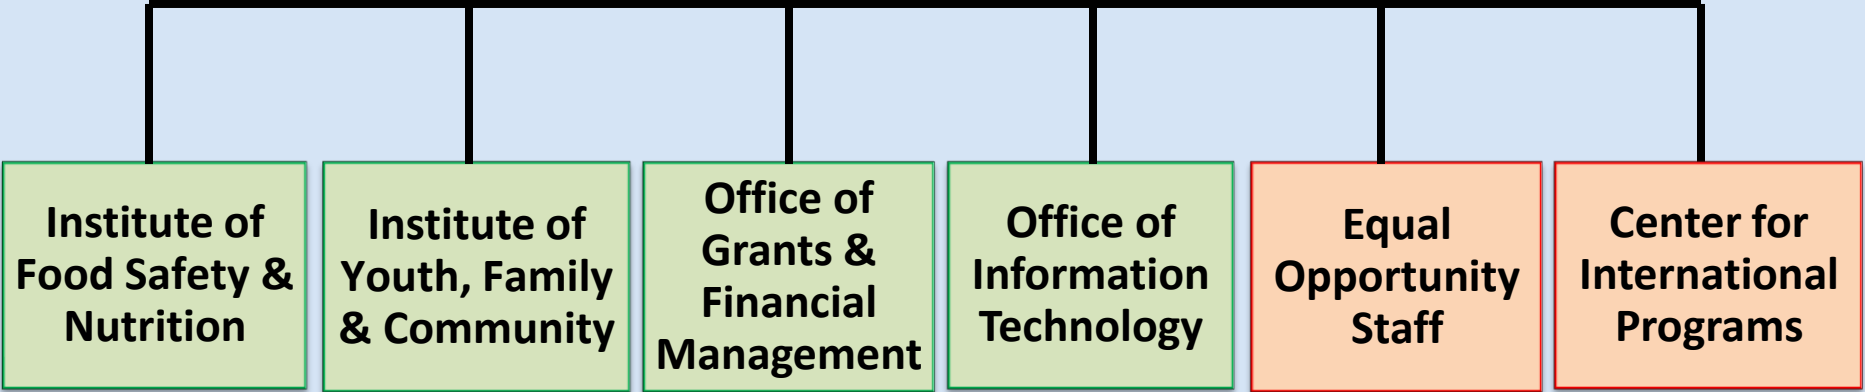 Institute of
Food Safety &
Nutrition
Institute of
Youth, Family
& Community
Office of
Grants &
Financial
Management
Office of
Information
Technology
Equal
Opportunity
Staff
Center for
International
Programs